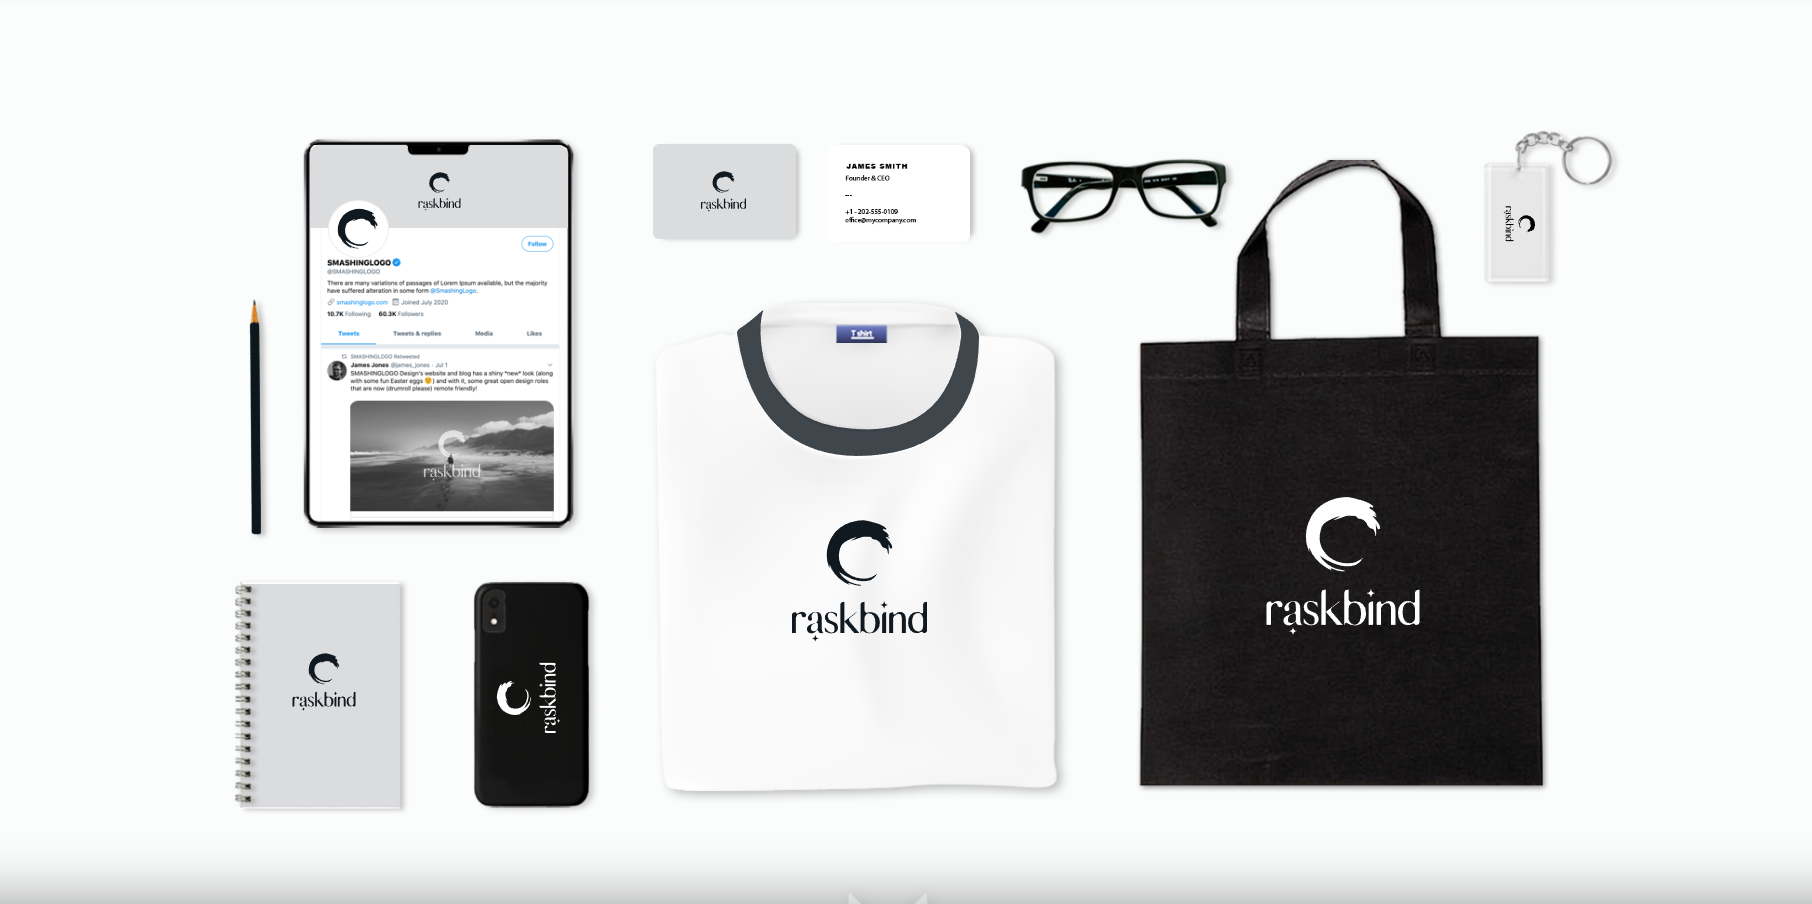 raskbind
SMASHINGLOGO
@SMASHINGLOGO
Follow
There are many variations of passages of Lorem Ipsum available, but the majority
have suffered alteration in some form @SmashingLogo.
smashinglogo.com Joined July 2020
10.7K Following 60.3K Followers
Tweets Tweets & replies Media Likes
SMASHINGLOGO Retweeted
James Jones @james_jones · Jul 1
SMASHINGLOGO Design's website and blog has a shiny *new* look (along
with some fun Easter eggs 😉) and with it, some great open design roles
that are now (drumroll please) remote friendly!
raskbind
raskbind
JAMES SMITH
Founder & CEO
---
+1 - 202-555-0109
office@mycompany.com
raskbind
T shirt
raskbind
raskbind
raskbind
raskbind